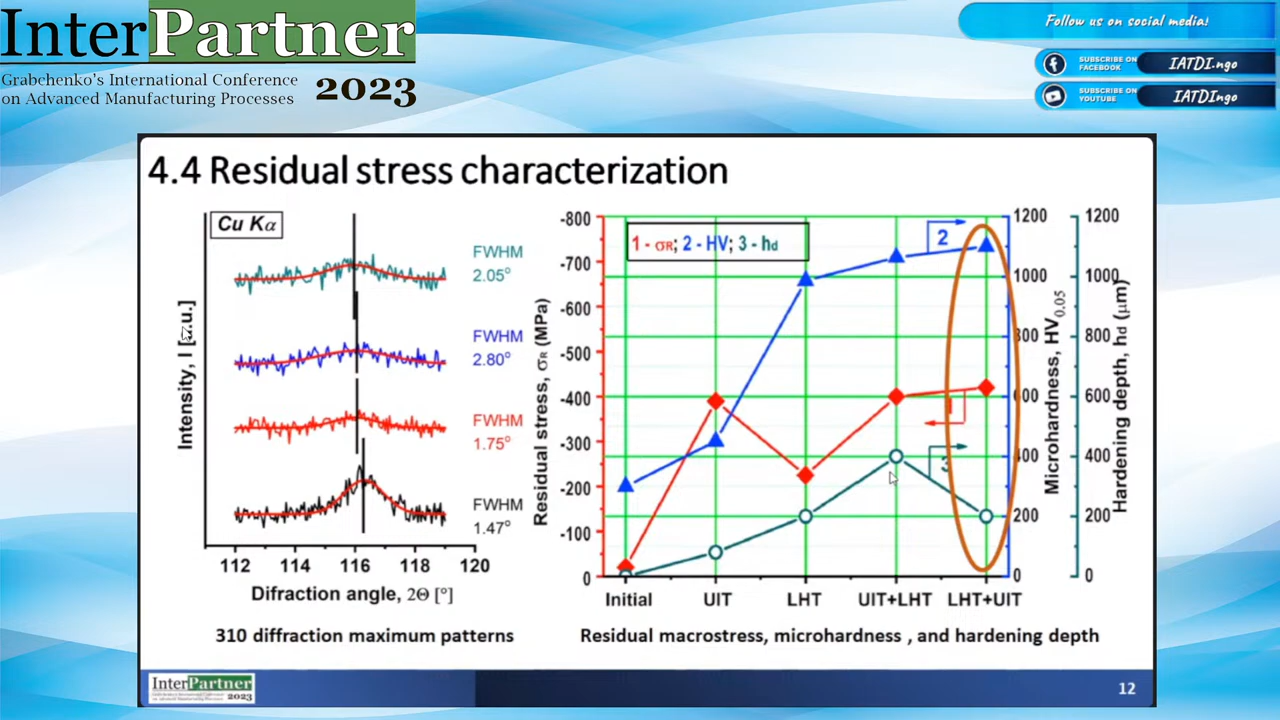 InterPartner
Grabchenko's International Conference
on Advanced Manufacturing Processes
2023
Follow us on social media!
SUBSCRIBE ON
FACEBOOK
IATDI.ngo
SUBSCRIBE ON
YOUTUBE
IATDIngo
4.4 Residual stress characterization
Cu Kα
FWHM
2.05°
FWHM
2.80°
FWHM
1.75°
FWHM
1.47°
Intensity, I
112 114 116 118 120
Difraction angle, 2Θ [°]
310 diffraction maximum patterns
1 - σR; 2 - HV; 3 - hd
Residual stress, σR (MPa)
-800
-700
-600
-500
-400
-300
-200
-100
0
2
1
3
1200
1000
800
600
400
200
0
Microhardness, HV0.05
1200
1000
800
600
400
200
0
Hardening depth, hd (μm)
Initial UIT LHT UIT+LHT LHT+UIT
Residual macrostress, microhardness , and hardening depth
InterPartner
2023
12